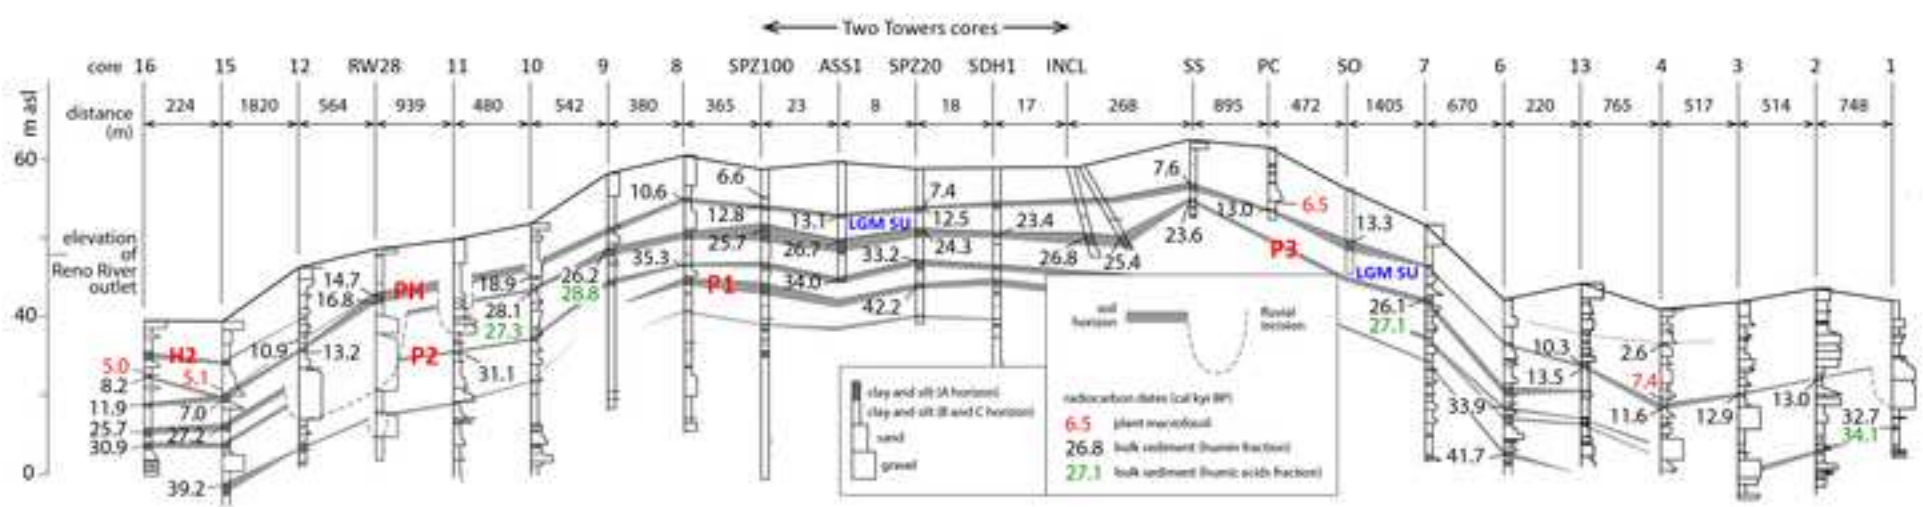 Two Towers cores
core 16 15 12 RW28 11 10 9 8 SPZ100 ASS1 SPZ20 SDH1 INCL SS PC SO 7 6 13 4 3 2 1
distance 224 1820 564 939 480 542 380 365 23 8 18 17 268 895 472 1405 670 220 765 517 514 748
(m)
m asl
60
40
0
elevation
of
Reno River
outlet
5.0
8.2
11.9
25.7
30.9
H2
5.1
7.0
27.2
39.2
10.9
14.7
16.8
13.2
PH
P2
18.9
28.1
27.3
31.1
26.2
28.8
10.6
35.3
6.6
12.8
25.7
P1
13.1
26.7
34.0
LGM SU
33.2
42.2
7.4
12.5
24.3
23.4
26.8
25.4
7.6
23.6
13.0
6.5
P3
13.3
LGM SU
26.1
27.1
33.9
41.7
10.3
13.5
2.6
7.4
11.6
12.9
13.0
32.7
34.1
clay and silt (A horizon)
clay and silt (B and C horizon)
sand
gravel
soil
horizon
fluvial
incision
radiocarbon dates (cal kyr BP)
6.5 plant macrofossil
26.8 bulk sediment (humin fraction)
27.1 bulk sediment (humic acids fraction)